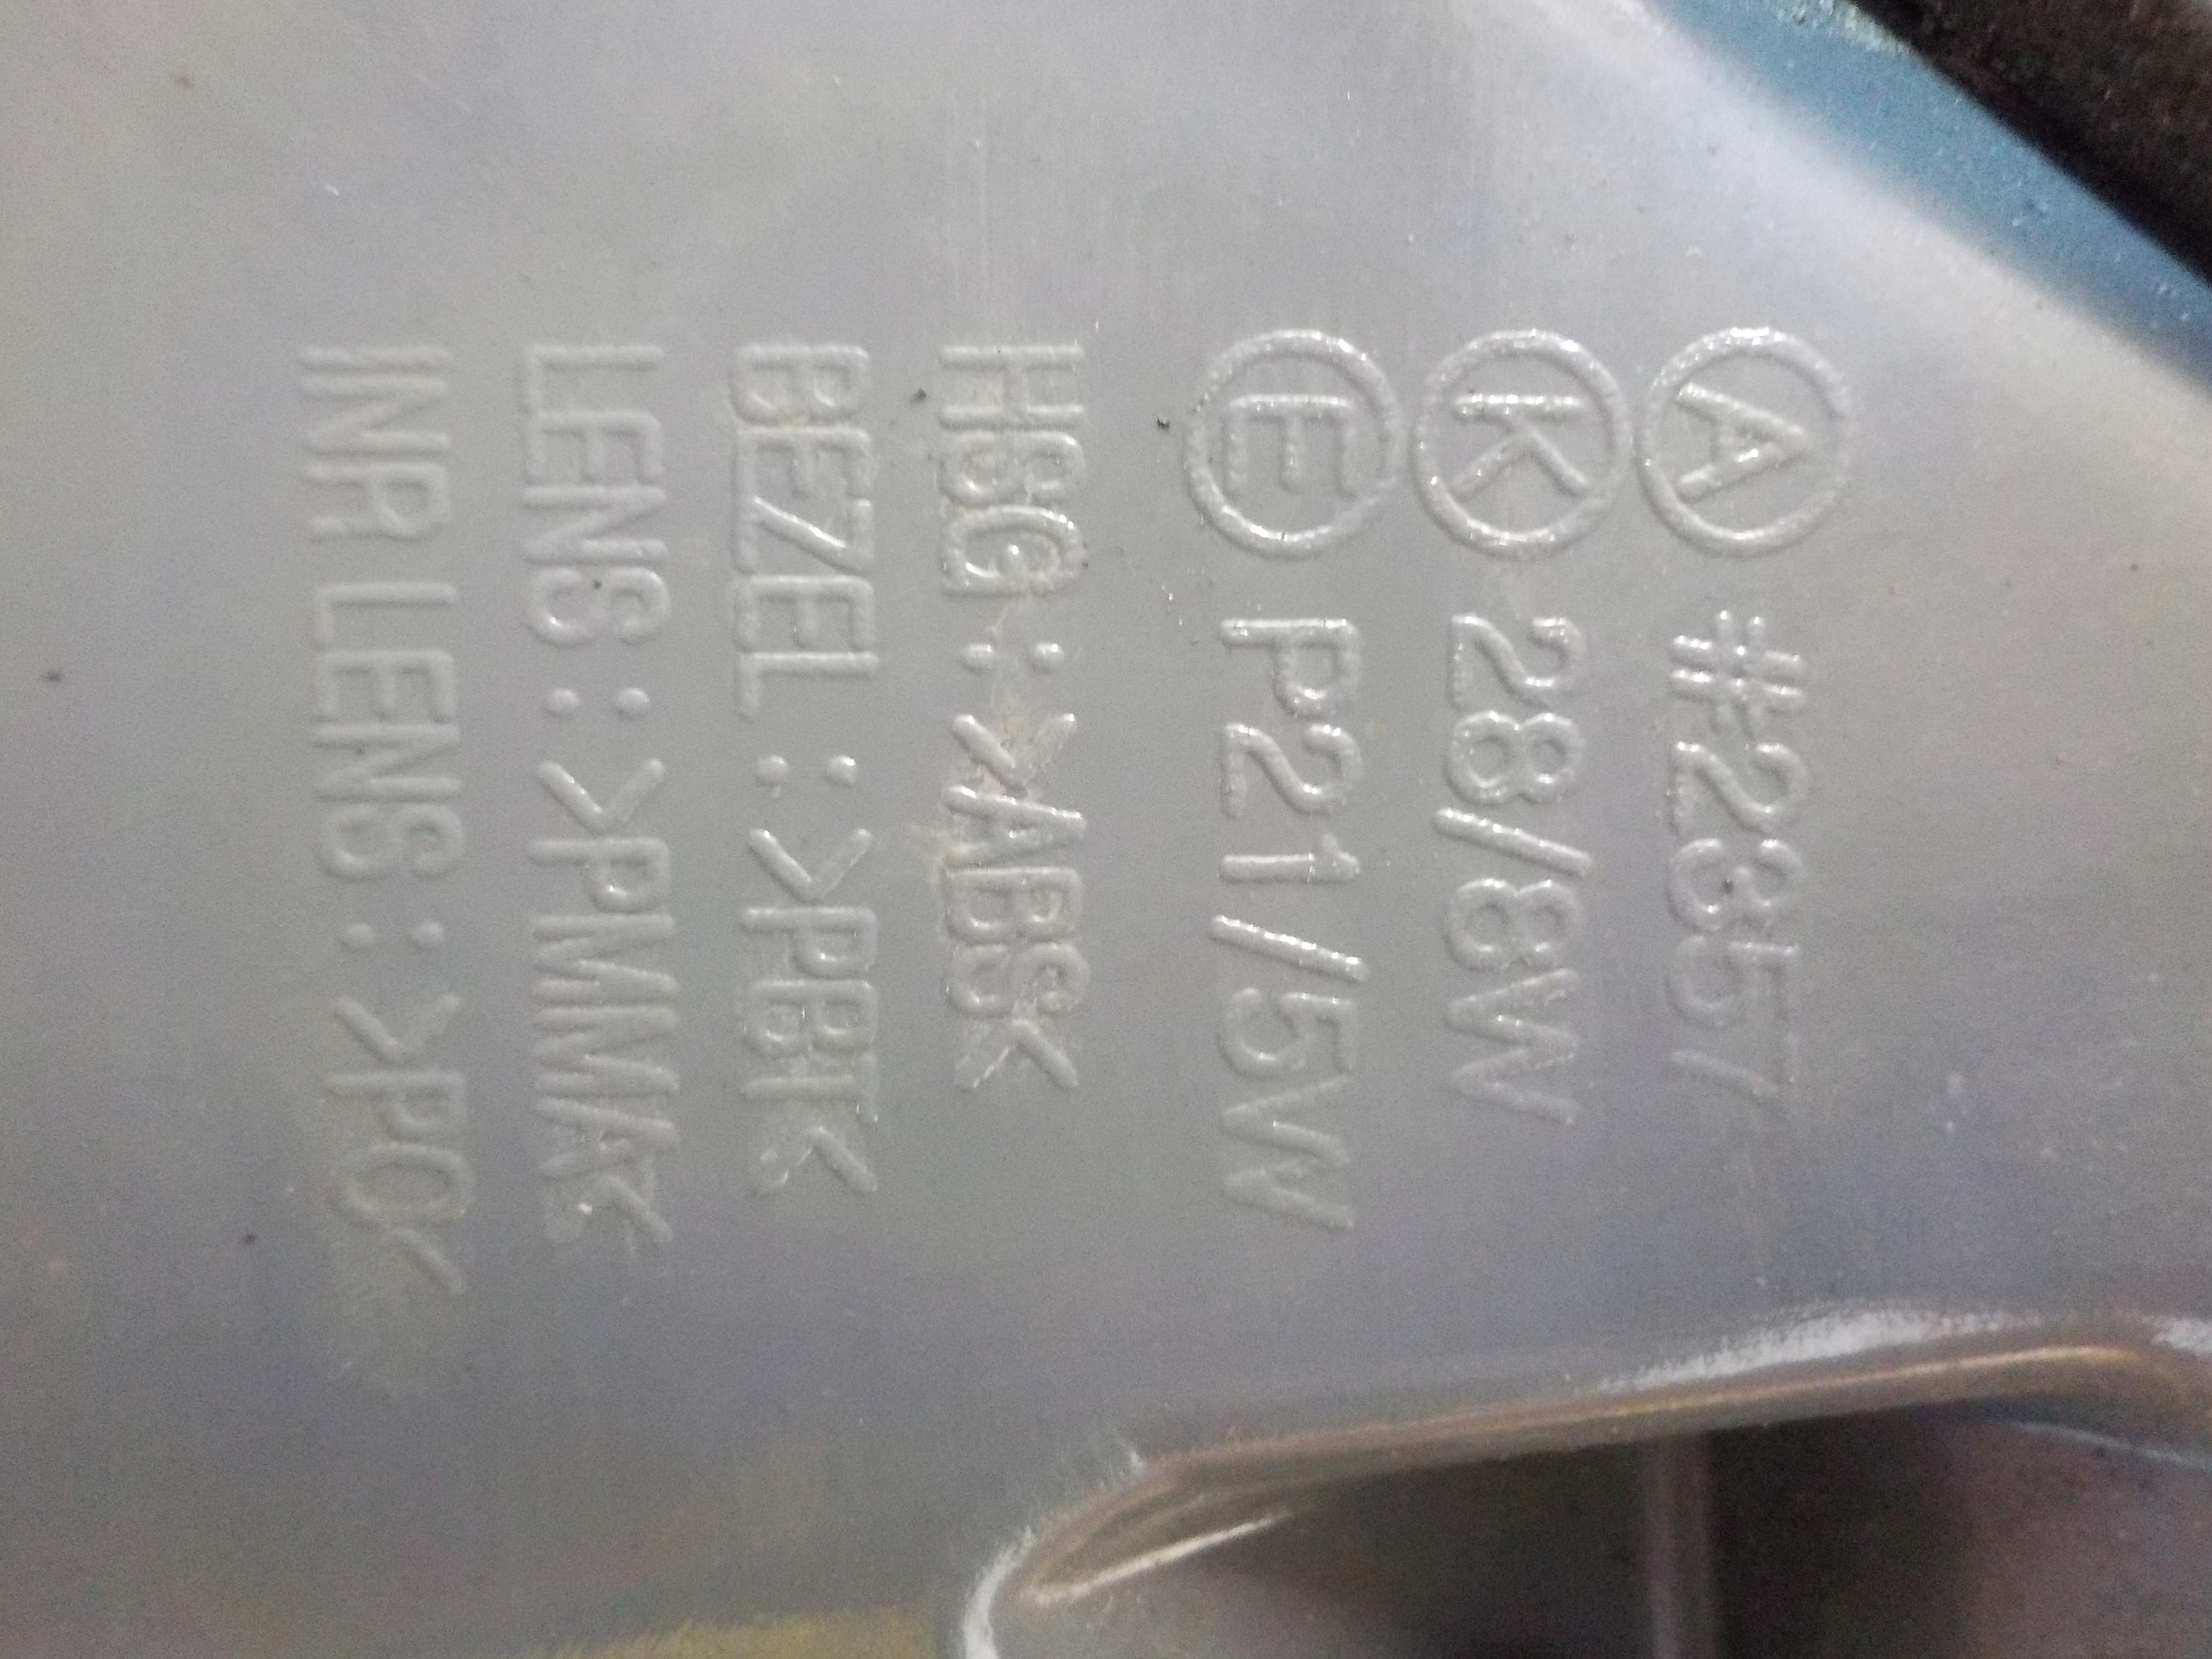 Ⓐ #2357
Ⓚ 28/8W
Ⓔ P21/5W
HSG : >ABS<
BEZEL : >PBT<
LENS : >PMMA<
INR LENS : >PC<